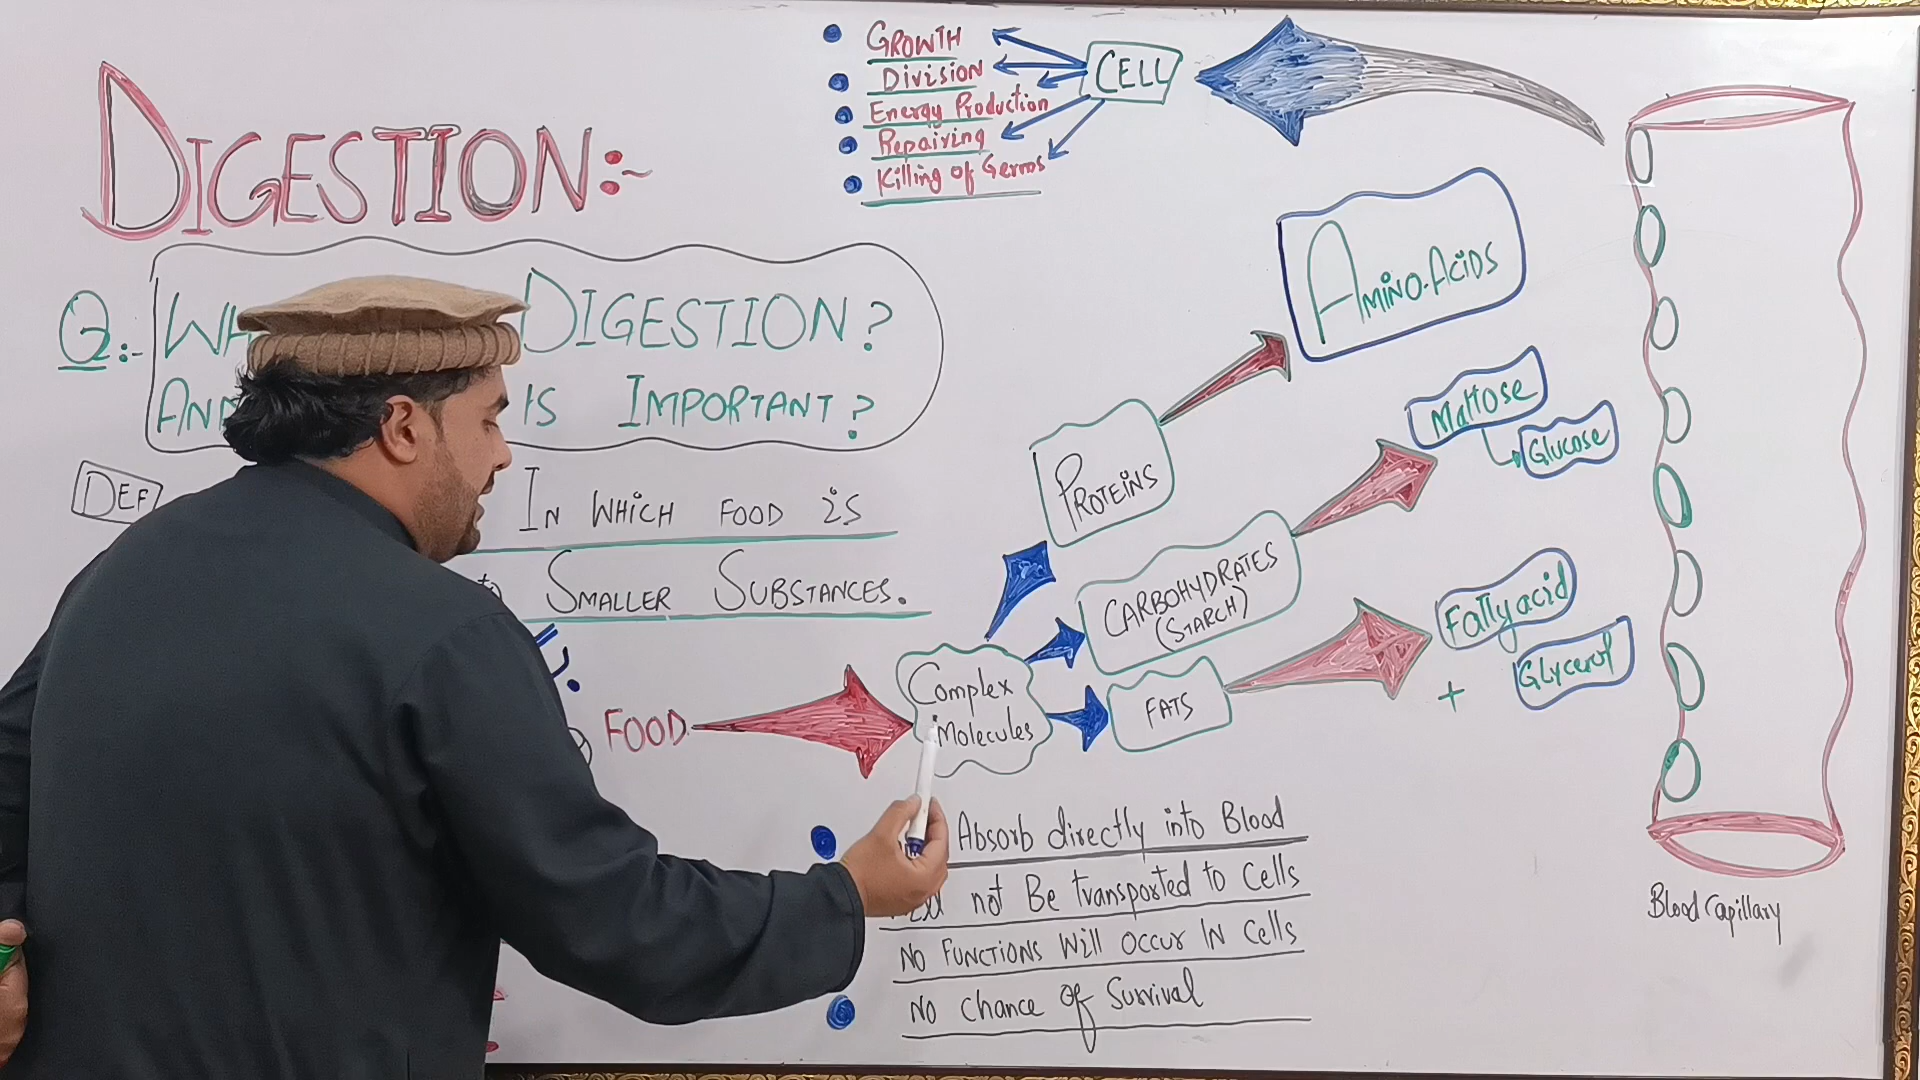 DIGESTION:-
Q:- DIGESTION?
IS IMPORTANT?
DEF IN WHICH FOOD iS
SMALLER SUBSTANCES.
GROWTH
Division
Energy Production
Repairing
Killing of Germs
CELL
AMINO-ACIDS
PROTEINS
Maltose
Glucose
CARBOHYDRATES
(STARCH)
Fatty acid
+ Glycerol
FATS
FOOD
Complex
Molecules
Absorb directly into Blood
not Be transported to Cells
NO FUNCTIONS Will OCCUR IN Cells
NO Chance OF Survival
Blood Capillary